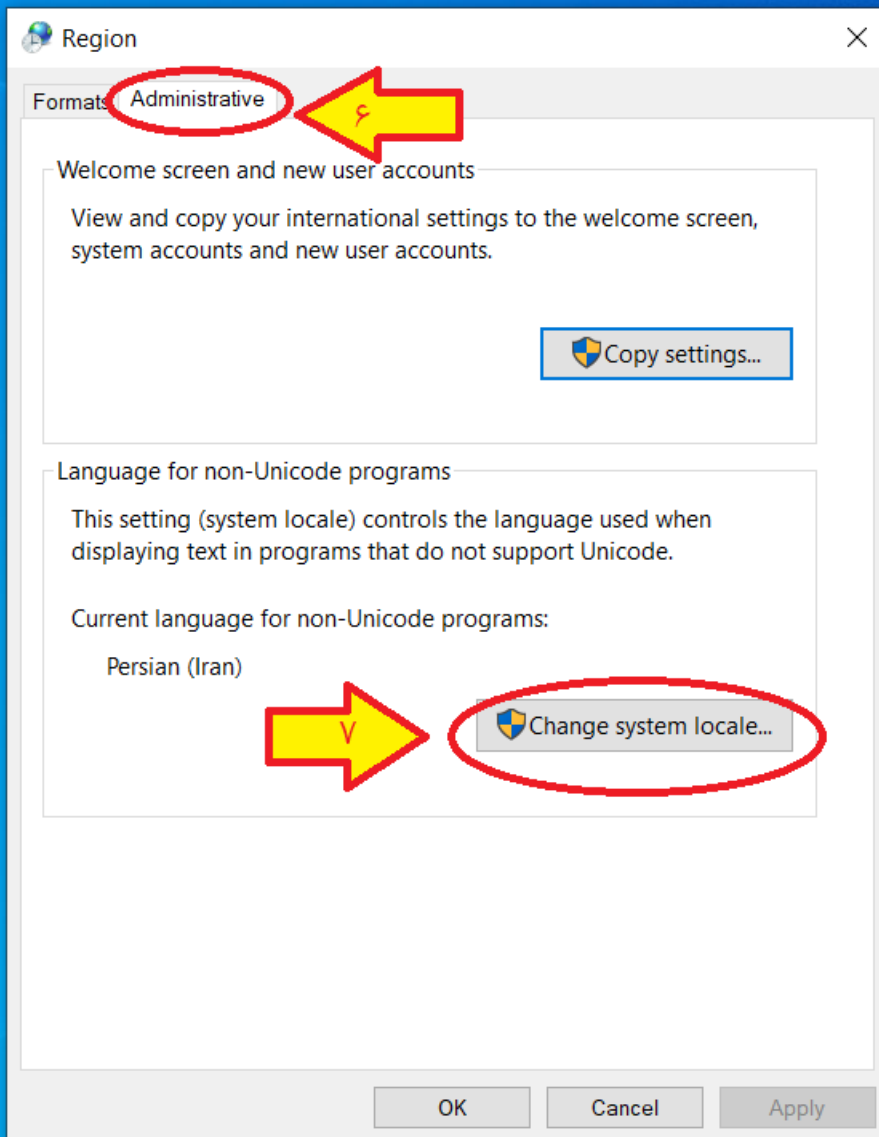 Region
Formats Administrative
۶
Welcome screen and new user accounts
View and copy your international settings to the welcome screen,
system accounts and new user accounts.
Copy settings...
Language for non-Unicode programs
This setting (system locale) controls the language used when
displaying text in programs that do not support Unicode.
Current language for non-Unicode programs:
Persian (Iran)
۷
Change system locale...
OK Cancel Apply